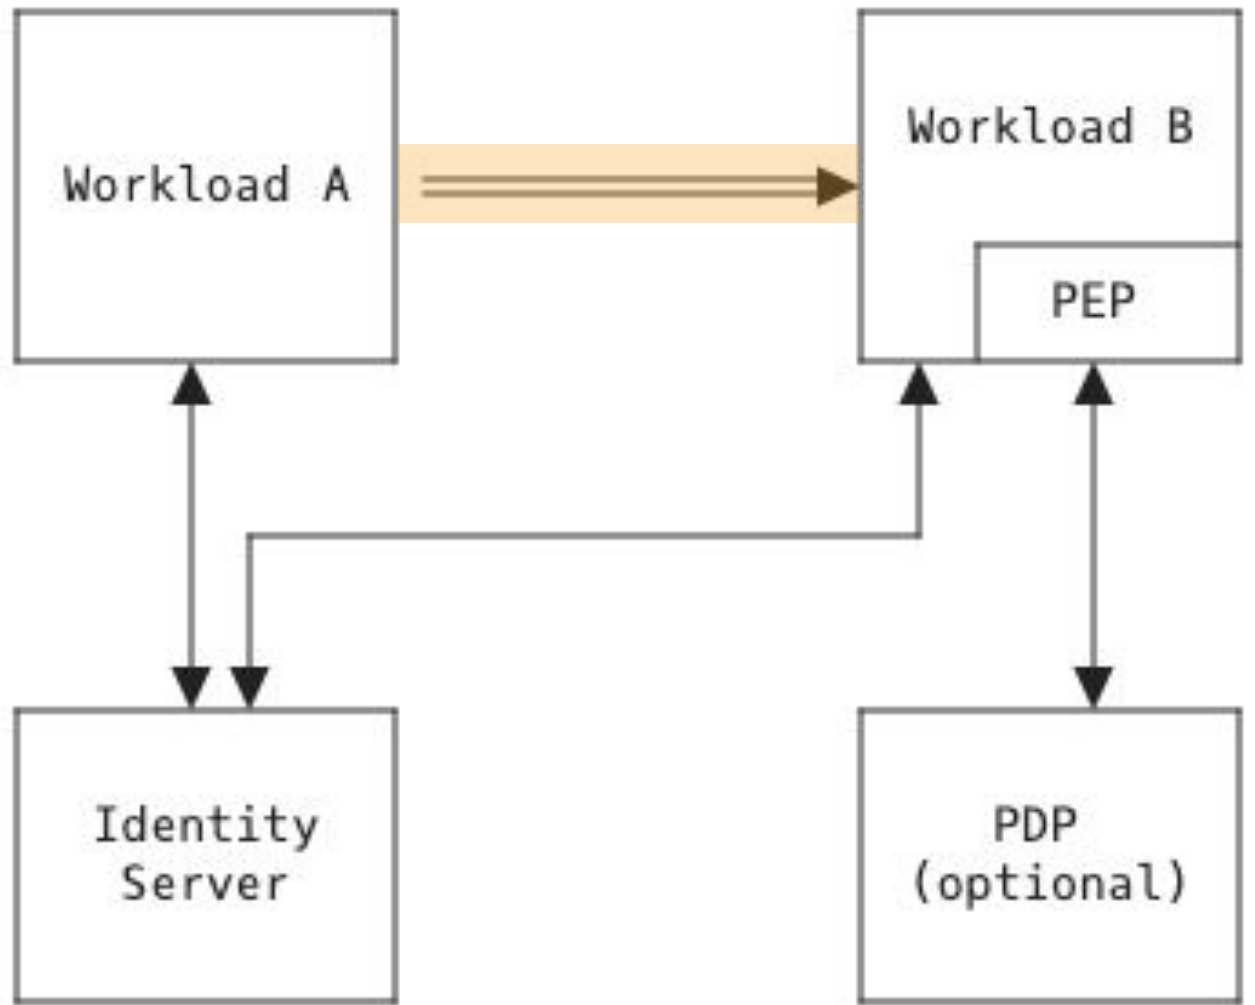 Workload A
Workload B
PEP
Identity
Server
PDP
(optional)